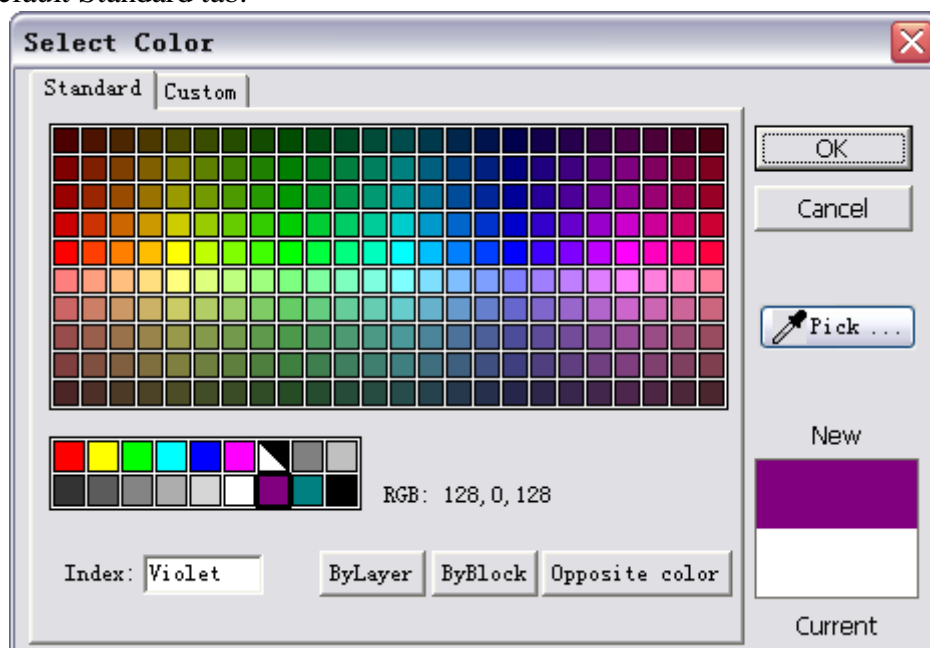 efault Standard tab.
Select Color
Standard Custom
OK
Cancel
Pick ...
New
RGB: 128, 0, 128
Index: Violet ByLayer ByBlock Opposite color
Current